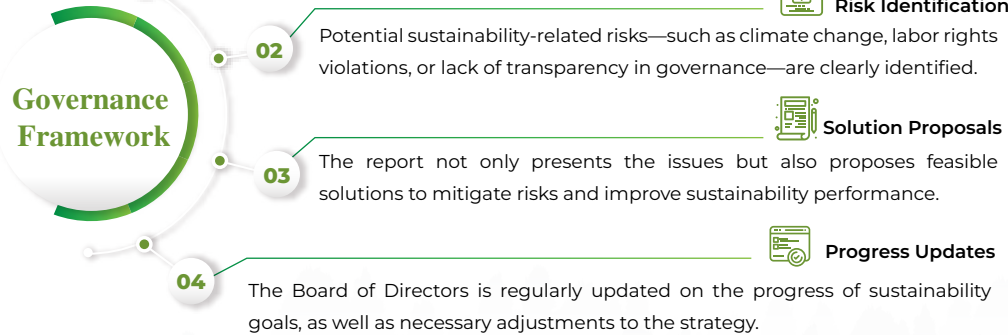 Risk Identification
02
Potential sustainability-related risks—such as climate change, labor rights
violations, or lack of transparency in governance—are clearly identified.
Governance
Framework
Solution Proposals
03
The report not only presents the issues but also proposes feasible
solutions to mitigate risks and improve sustainability performance.
Progress Updates
04
The Board of Directors is regularly updated on the progress of sustainability
goals, as well as necessary adjustments to the strategy.